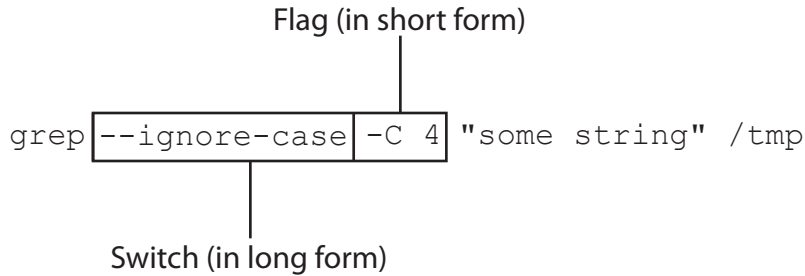 Flag (in short form)
grep --ignore-case -C 4 "some string" /tmp
Switch (in long form)